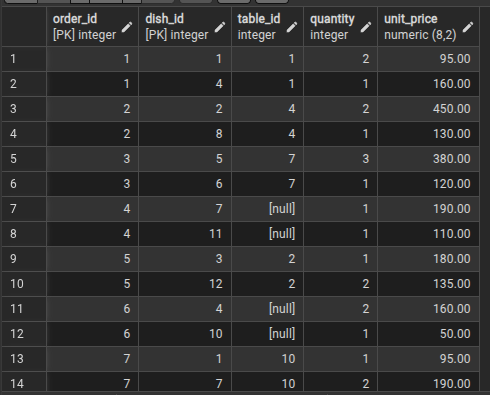 order_id dish_id table_id quantity unit_price
[PK] integer [PK] integer integer integer numeric (8,2)
1 1 1 1 2 95.00
2 1 4 1 1 160.00
3 2 2 4 2 450.00
4 2 8 4 1 130.00
5 3 5 7 3 380.00
6 3 6 7 1 120.00
7 4 7 [null] 1 190.00
8 4 11 [null] 1 110.00
9 5 3 2 1 180.00
10 5 12 2 2 135.00
11 6 4 [null] 2 160.00
12 6 10 [null] 1 50.00
13 7 1 10 1 95.00
14 7 7 10 2 190.00